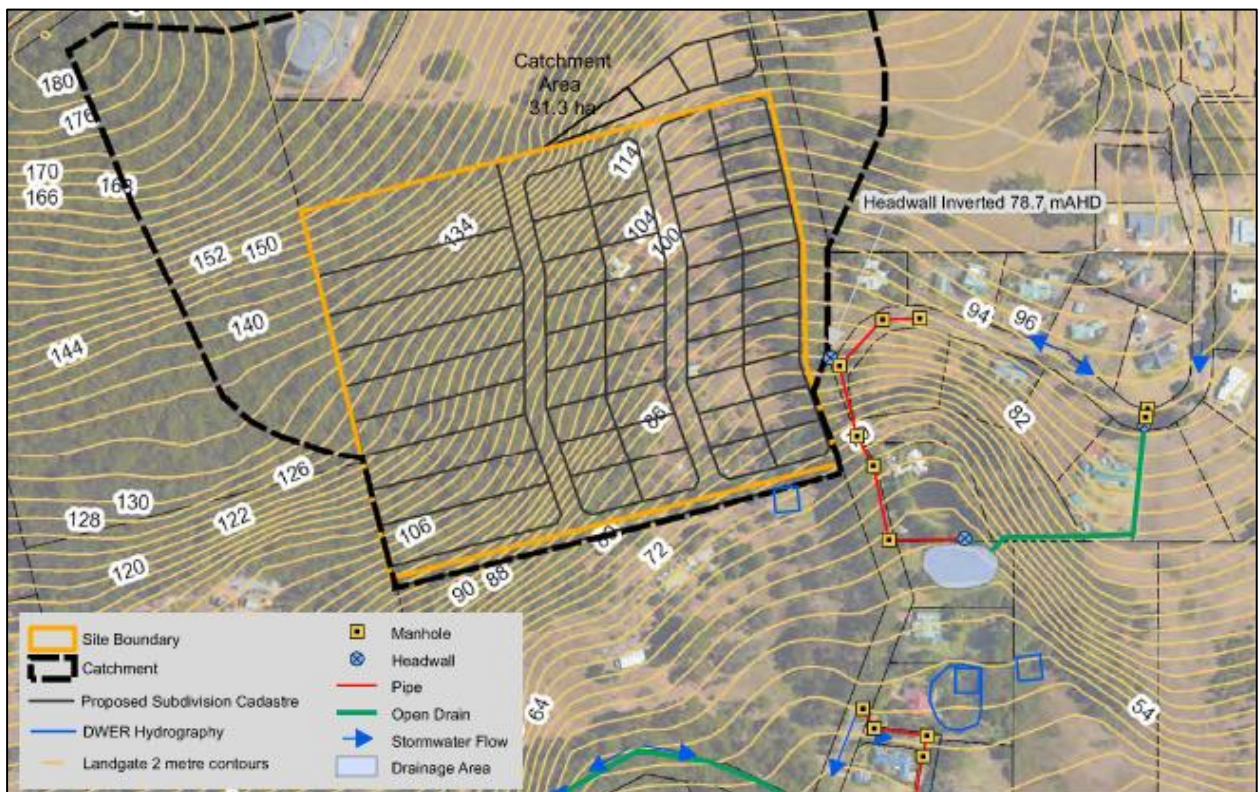 180
176
170
166
168
152
150
144
140
Catchment
Area
31.3 ha
114
134
104
100
Headwall Inverted 78.7 mAHD
94
96
82
86
126
130
128
122
120
106
90
88
72
64
54
Site Boundary
Catchment
Proposed Subdivision Cadastre
DWER Hydrography
Landgate 2 metre contours
Manhole
Headwall
Pipe
Open Drain
Stormwater Flow
Drainage Area